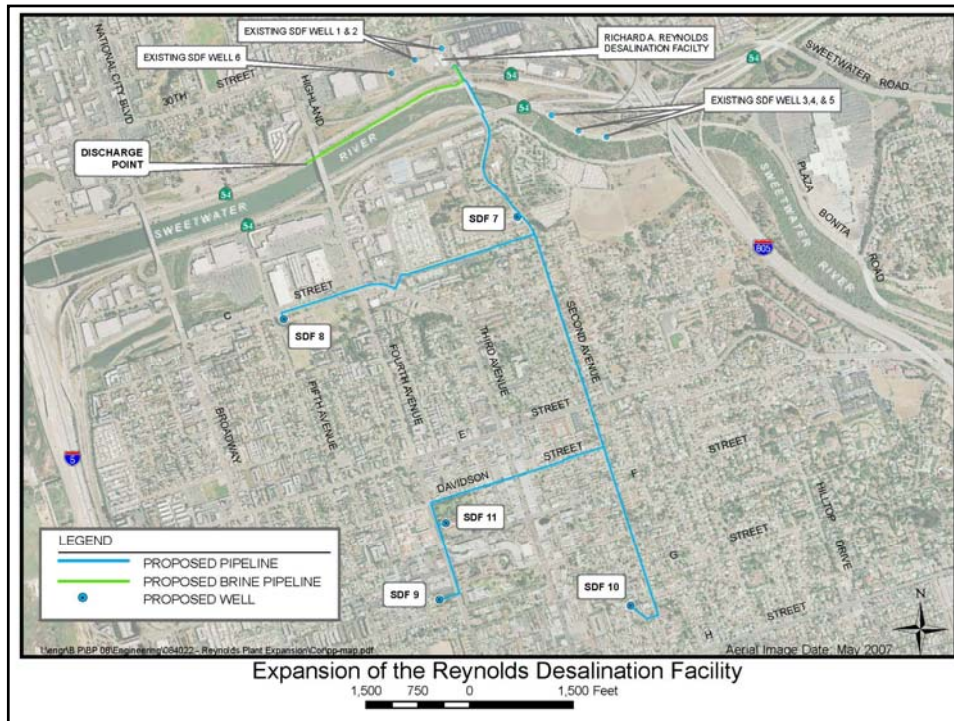 EXISTING SDF WELL 1 & 2
RICHARD A. REYNOLDS
DESALINATION FACILTY
EXISTING SDF WELL 6
NATIONAL CITY BLVD
30TH STREET
HIGHLAND
54
SWEETWATER ROAD
54
EXISTING SDF WELL 3,4, & 5
DISCHARGE
POINT
54
SWEETWATER RIVER
54
PLAZA BONITA ROAD
SWEETWATER RIVER
805
SDF 7
C STREET
SDF 8
SECOND AVENUE
THIRD AVENUE
FOURTH AVENUE
FIFTH AVENUE
BROADWAY
E STREET
DAVIDSON STREET
F STREET
G STREET
H STREET
HILLTOP DRIVE
5
SDF 11
SDF 9
SDF 10
LEGEND
PROPOSED PIPELINE
PROPOSED BRINE PIPELINE
PROPOSED WELL
N
Aerial Image Date: May 2007
Expansion of the Reynolds Desalination Facility
1,500 750 0 1,500 Feet